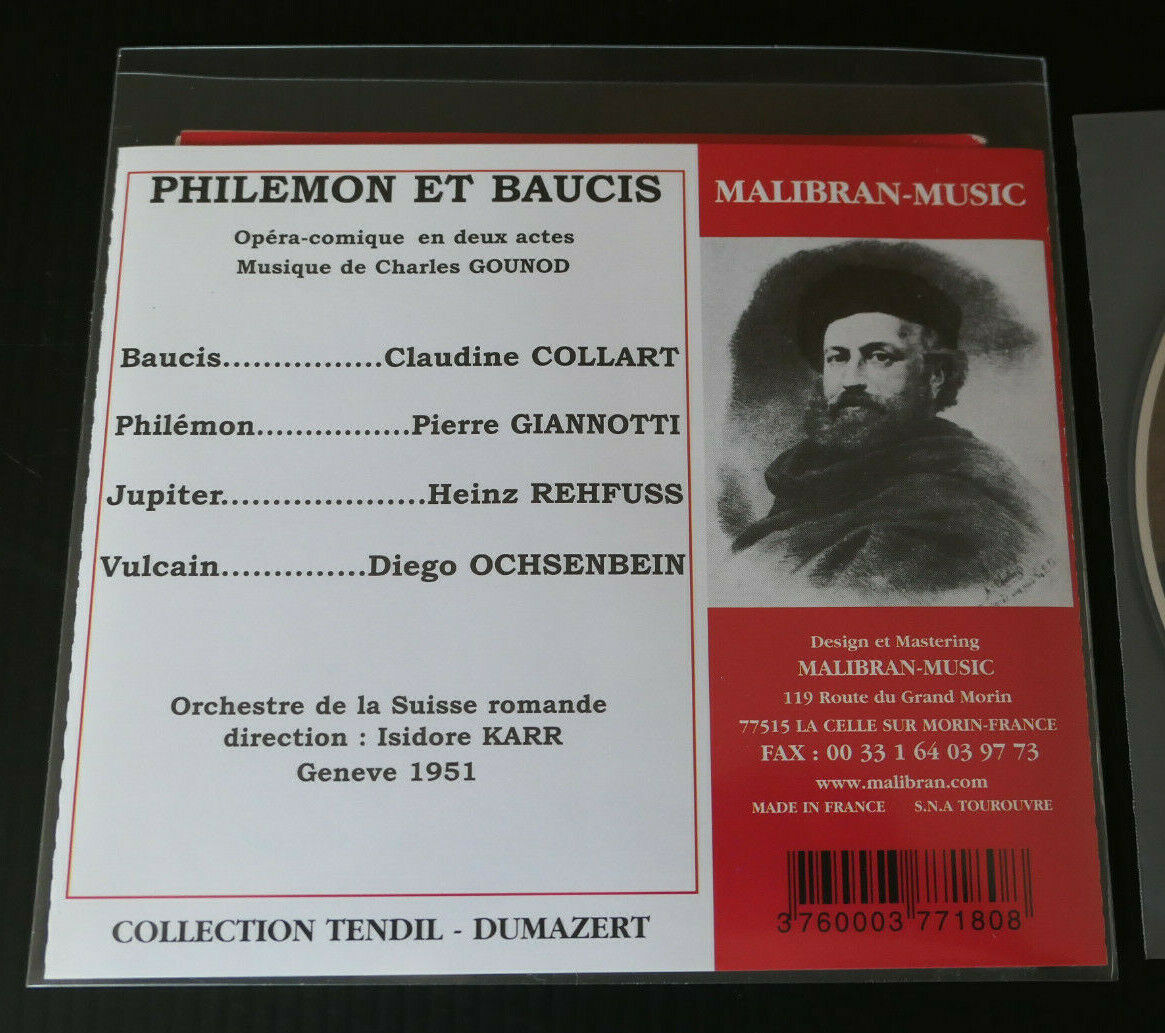 PHILEMON ET BAUCIS
Opéra-comique en deux actes
Musique de Charles GOUNOD
Baucis................Claudine COLLART
Philémon................Pierre GIANNOTTI
Jupiter....................Heinz REHFUSS
Vulcain..............Diego OCHSENBEIN
Orchestre de la Suisse romande
direction : Isidore KARR
Geneve 1951
COLLECTION TENDIL - DUMAZERT
MALIBRAN-MUSIC
Design et Mastering
MALIBRAN-MUSIC
119 Route du Grand Morin
77515 LA CELLE SUR MORIN-FRANCE
FAX : 00 33 1 64 03 97 73
www.malibran.com
MADE IN FRANCE S.N.A TOUROUVRE
3 760003 771808